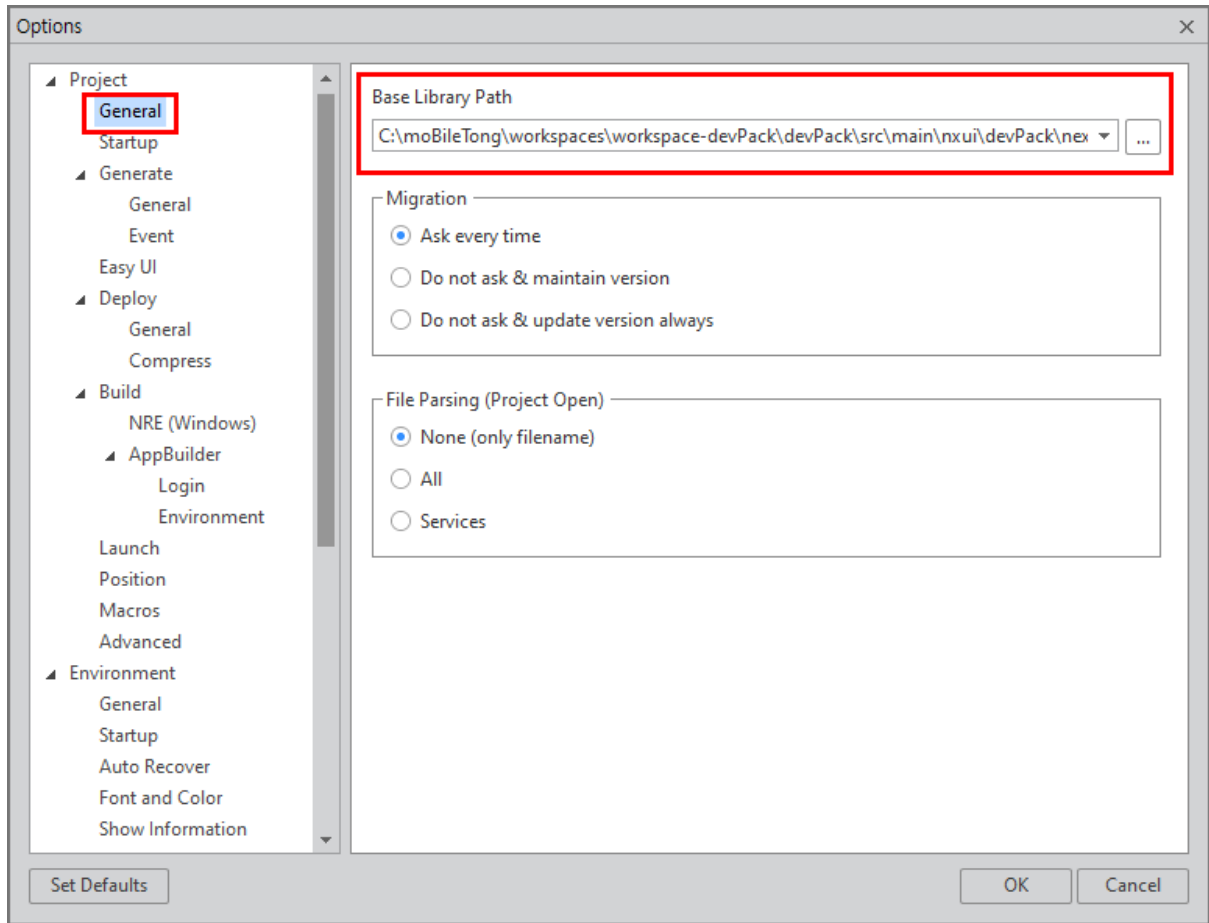 Options
Project
General
Startup
Generate
General
Event
Easy UI
Deploy
General
Compress
Build
NRE (Windows)
AppBuilder
Login
Environment
Launch
Position
Macros
Advanced
Environment
General
Startup
Auto Recover
Font and Color
Show Information
Base Library Path
C:\moBileTong\workspaces\workspace-devPack\devPack\src\main\nxui\devPack\nex
...
Migration
Ask every time
Do not ask & maintain version
Do not ask & update version always
File Parsing (Project Open)
None (only filename)
All
Services
Set Defaults
OK
Cancel